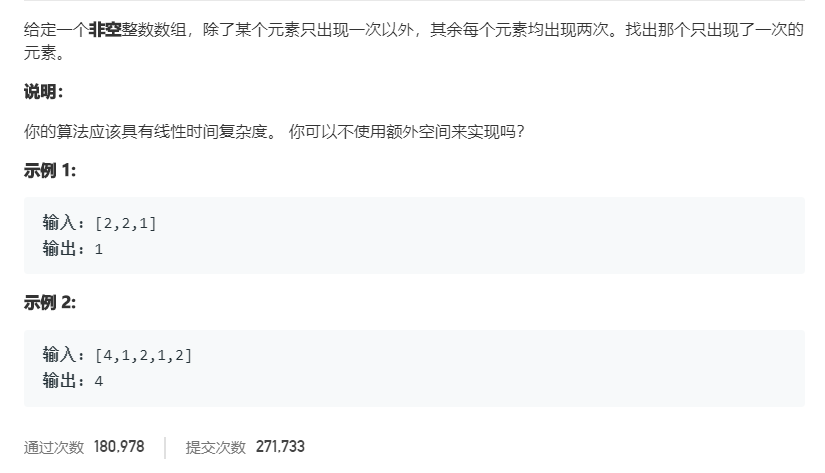 给定一个非空整数数组，除了某个元素只出现一次以外，其余每个元素均出现两次。找出那个只出现了一次的
元素。
说明：
你的算法应该具有线性时间复杂度。 你可以不使用额外空间来实现吗？
示例 1:
输入: [2,2,1]
输出: 1
示例 2:
输入: [4,1,2,1,2]
输出: 4
通过次数 180,978 提交次数 271,733